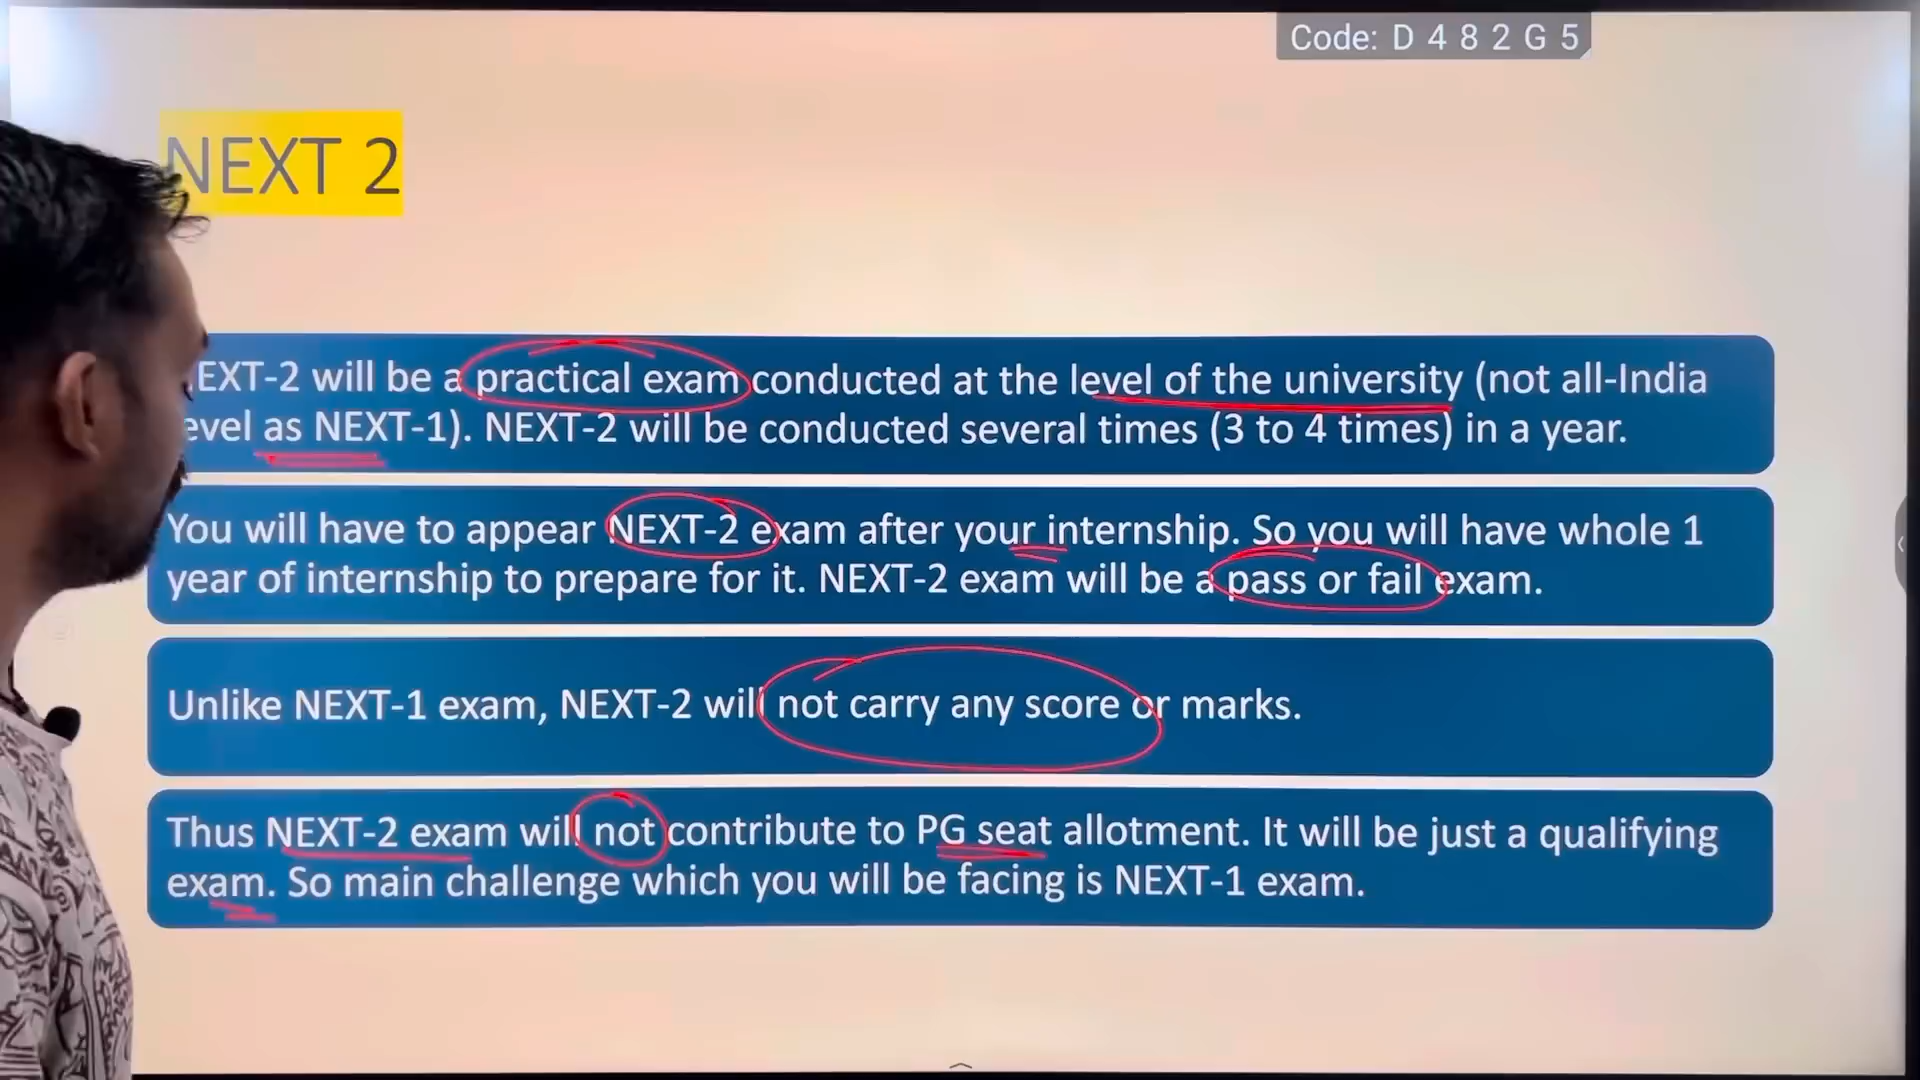 Code: D 4 8 2 G 5
NEXT 2
EXT-2 will be a practical exam conducted at the level of the university (not all-India
evel as NEXT-1). NEXT-2 will be conducted several times (3 to 4 times) in a year.
You will have to appear NEXT-2 exam after your internship. So you will have whole 1
year of internship to prepare for it. NEXT-2 exam will be a pass or fail exam.
Unlike NEXT-1 exam, NEXT-2 will not carry any score or marks.
Thus NEXT-2 exam will not contribute to PG seat allotment. It will be just a qualifying
exam. So main challenge which you will be facing is NEXT-1 exam.